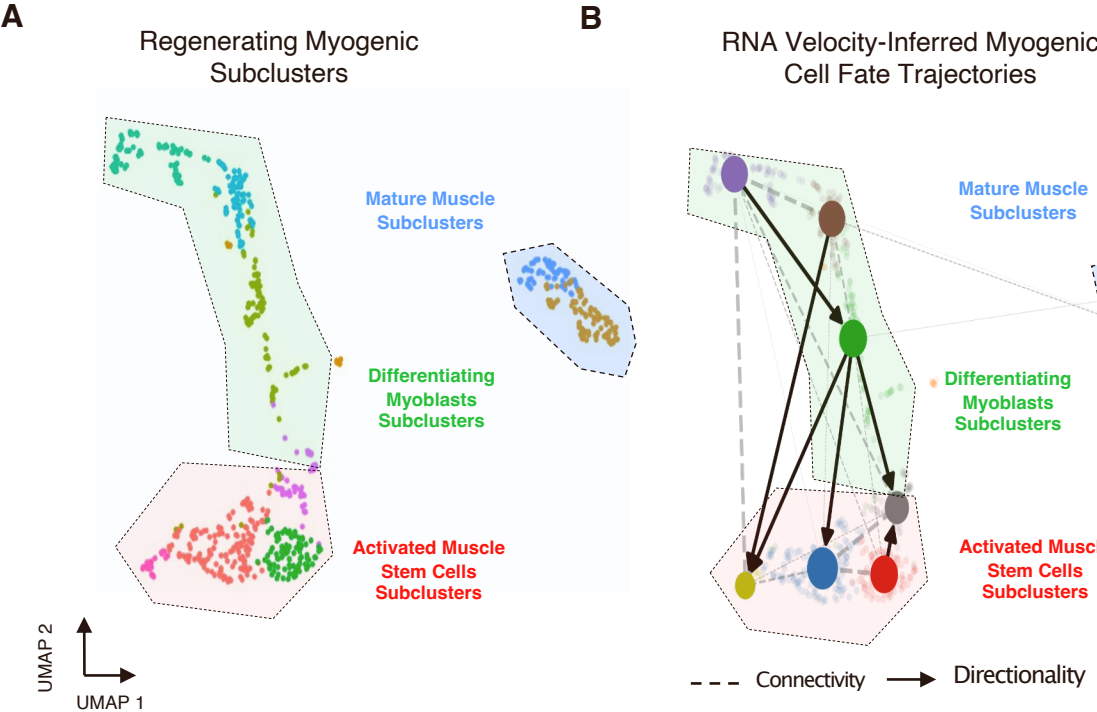 A
Regenerating Myogenic
Subclusters
Mature Muscle
Subclusters
Differentiating
Myoblasts
Subclusters
Activated Muscle
Stem Cells
Subclusters
UMAP 2
UMAP 1
B
RNA Velocity-Inferred Myogenic
Cell Fate Trajectories
Mature Muscle
Subclusters
Differentiating
Myoblasts
Subclusters
Activated Muscl
Stem Cells
Subclusters
Connectivity
Directionality